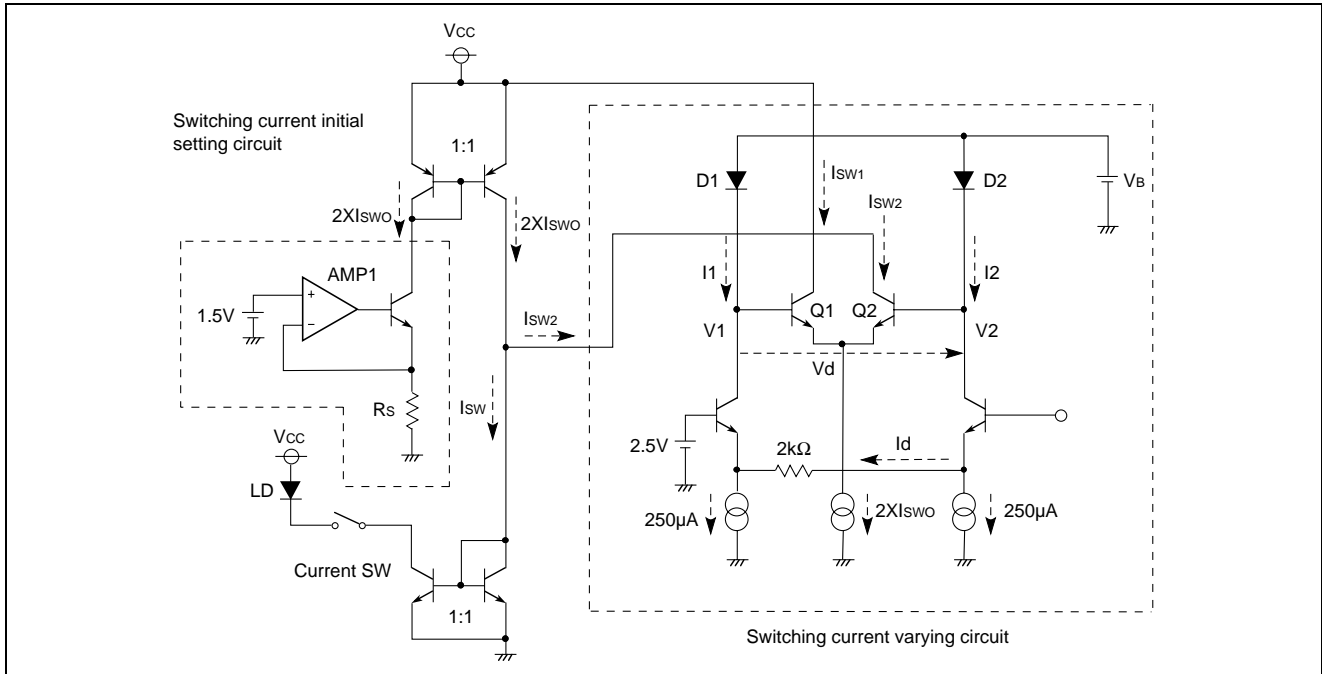 VCC
Switching current initial
setting circuit
1:1
2XISWO
2XISWO
AMP1
+
−
1.5V
RS
ISW2
ISW
VCC
LD
Current SW
1:1
D1
ISW1
D2
VB
ISW2
I1
I2
Q1
Q2
V1
V2
Vd
2.5V
2kΩ
Id
250µA
2XISWO
250µA
Switching current varying circuit